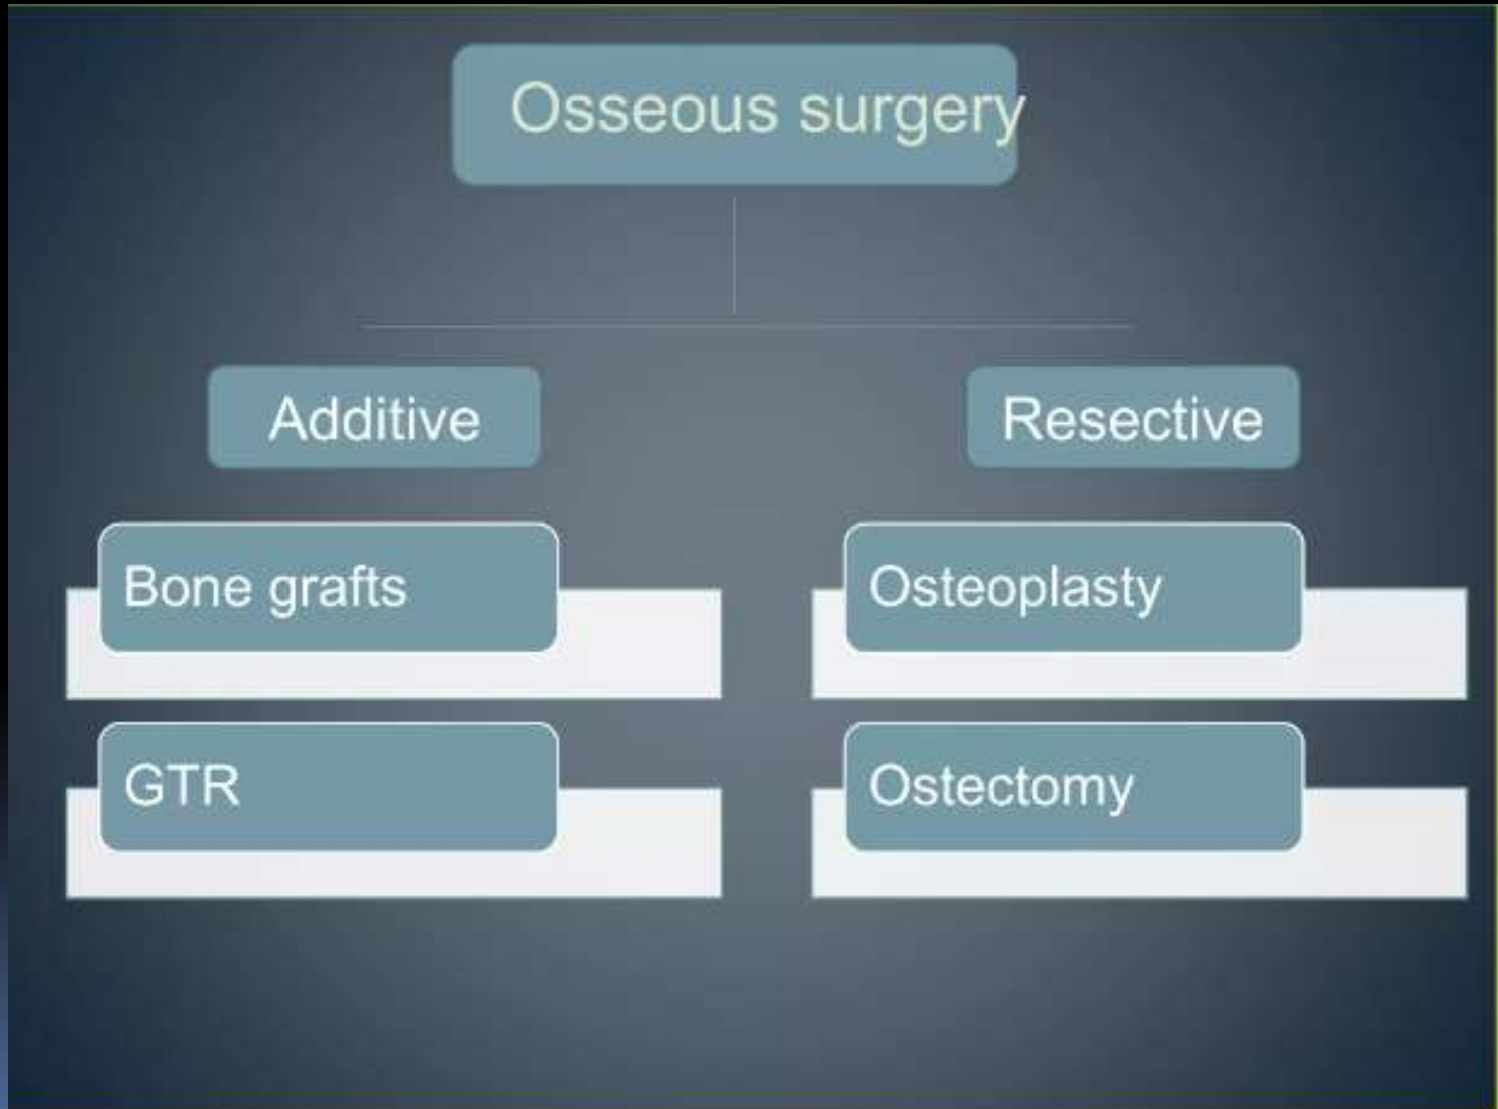 Osseous surgery
Additive
Resective
Bone grafts
Osteoplasty
GTR
Ostectomy